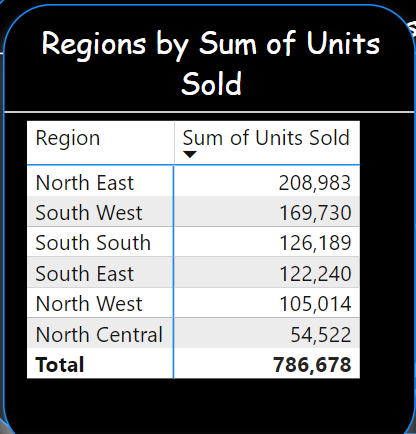 Regions by Sum of Units
Sold
Region Sum of Units Sold
North East 208,983
South West 169,730
South South 126,189
South East 122,240
North West 105,014
North Central 54,522
Total 786,678